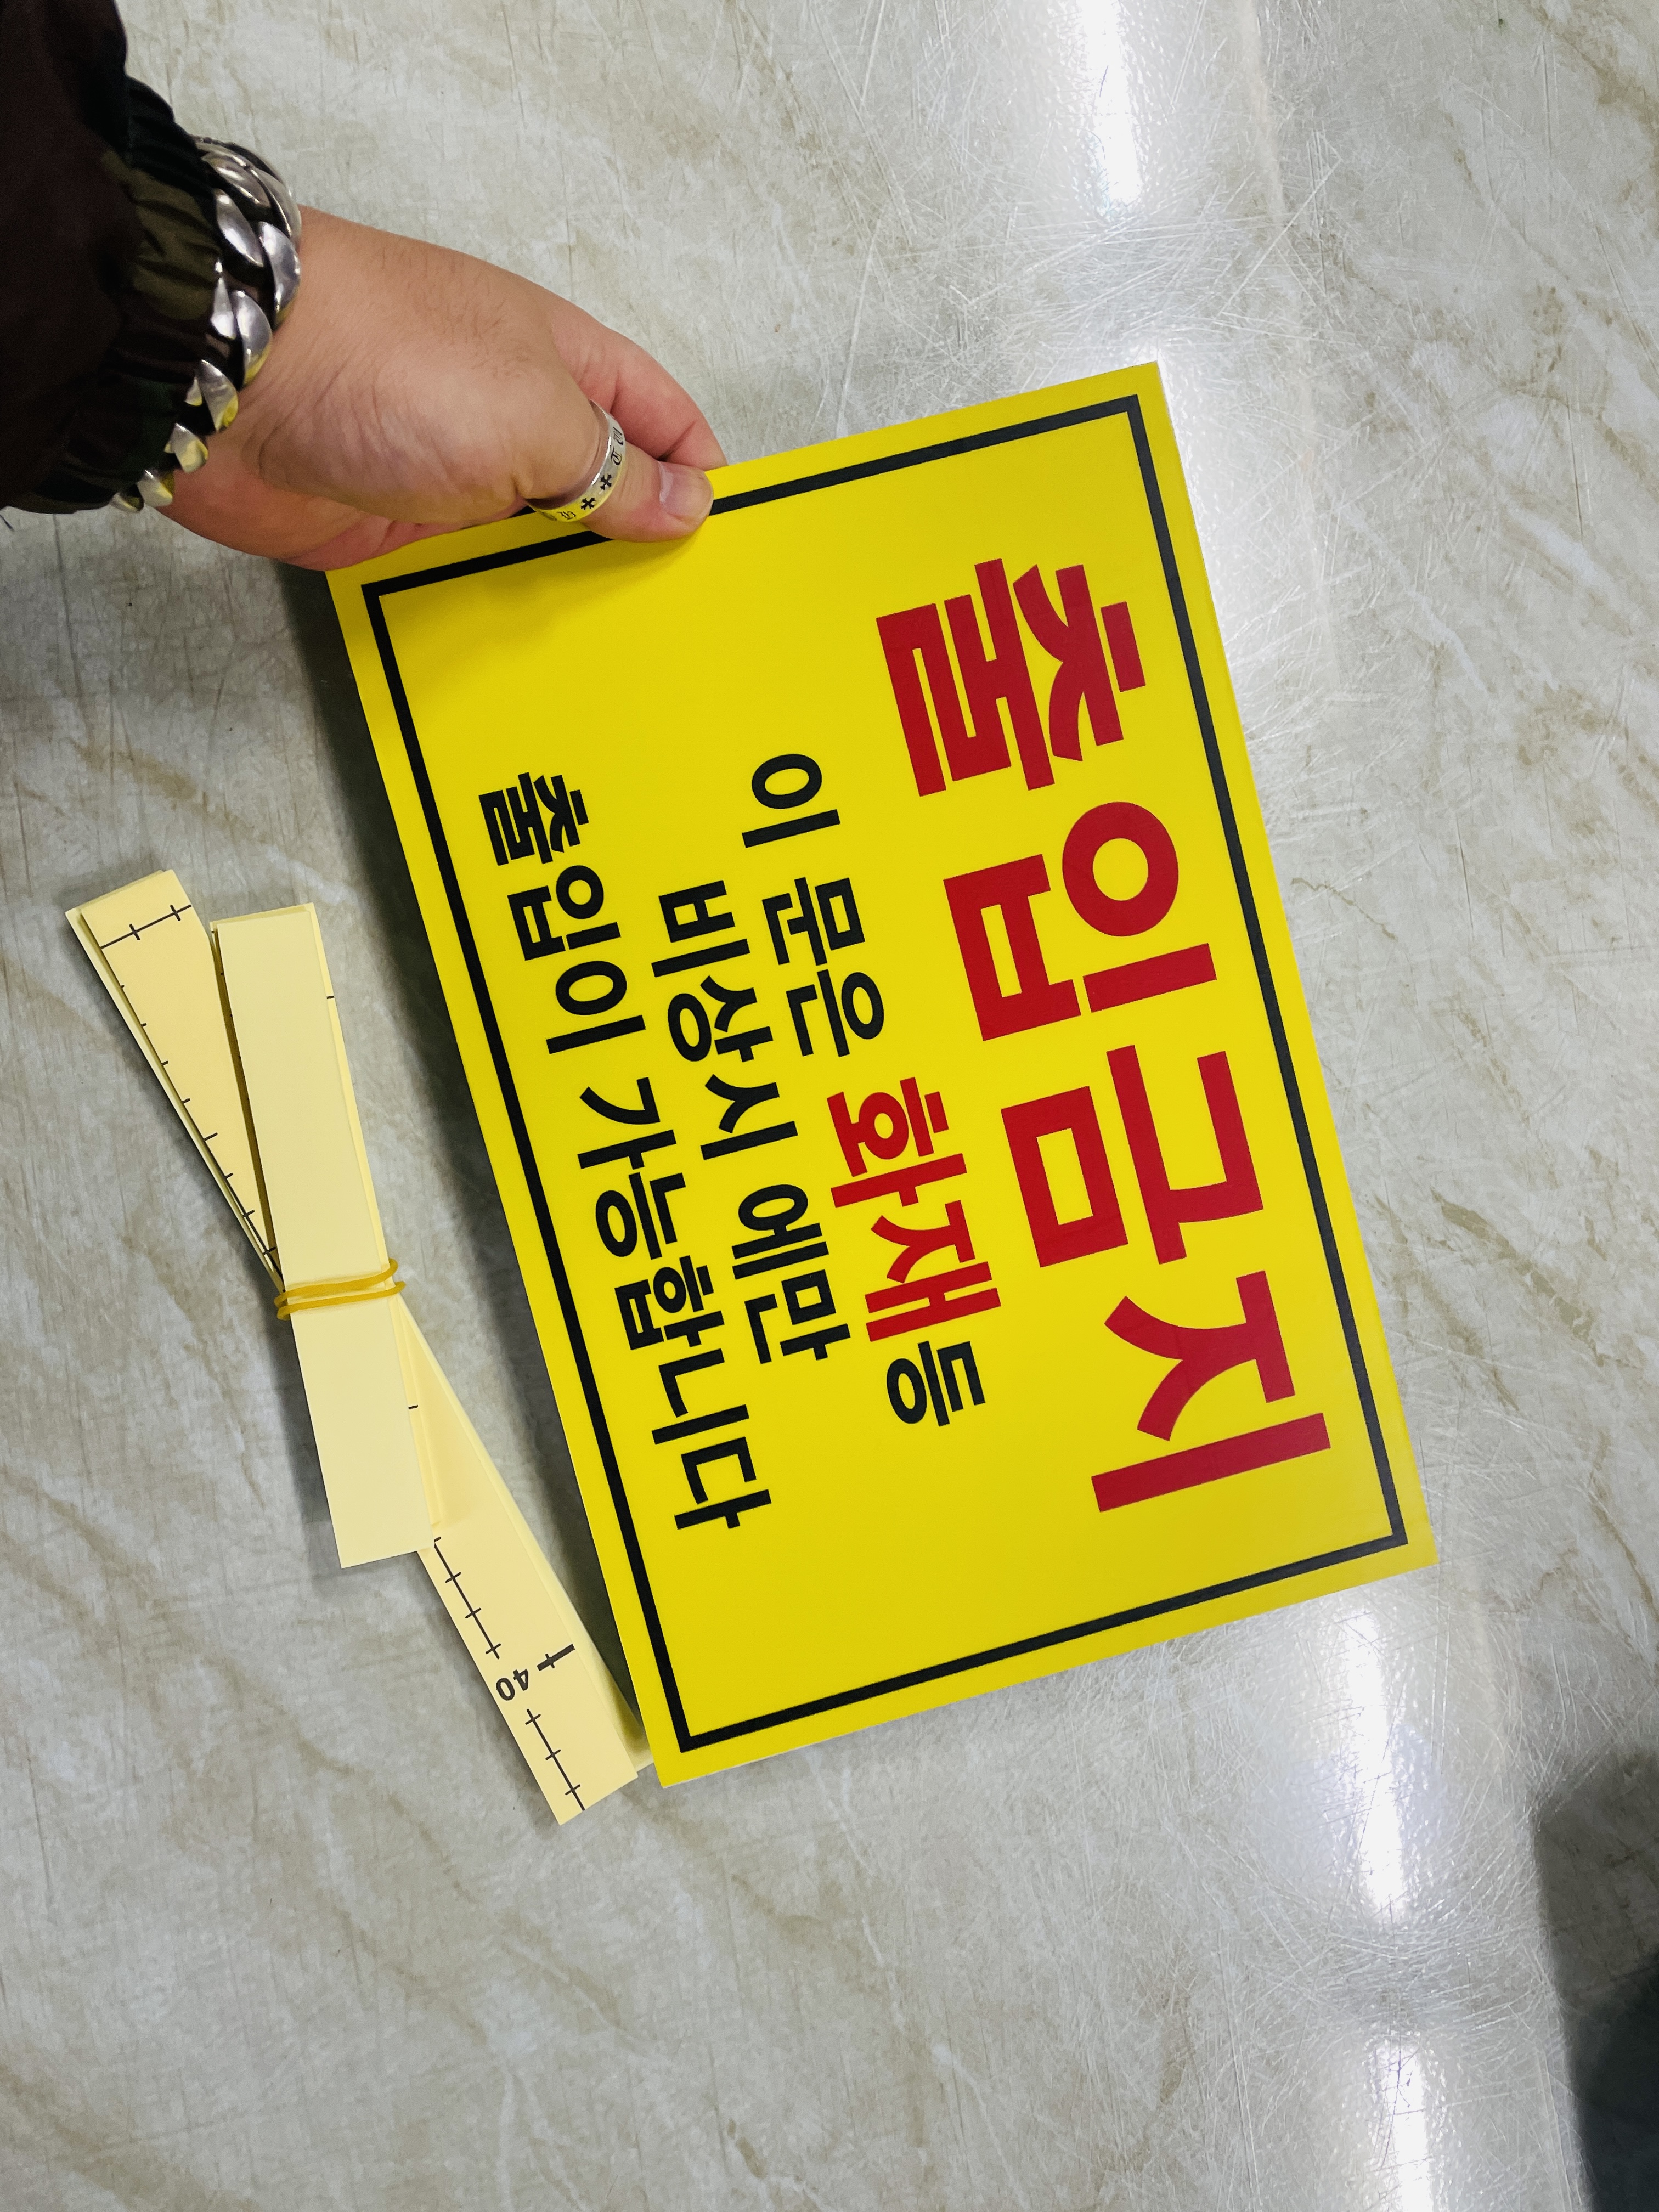 출입금지
이 문은 화재 등
비상시 에만
출입이 가능합니다
40